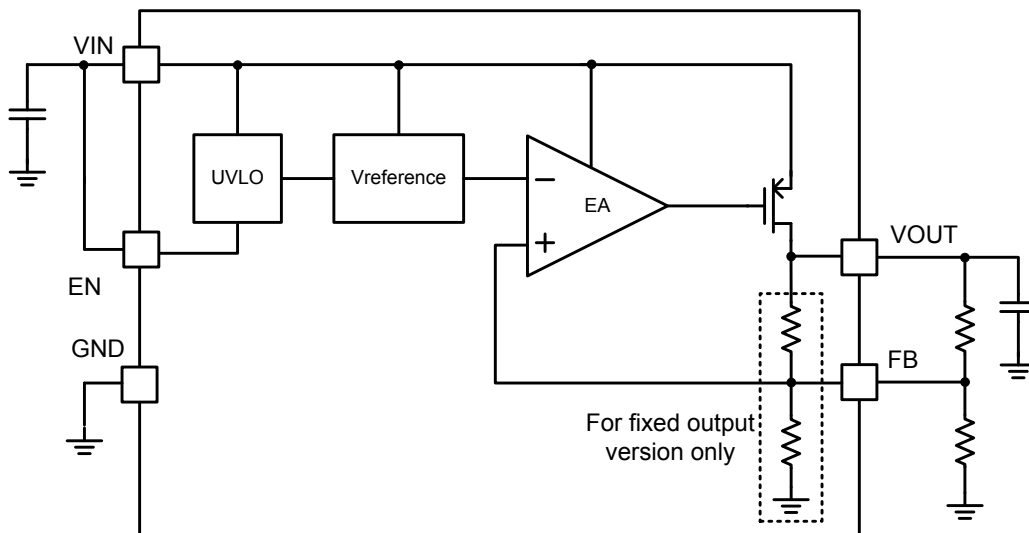 VIN
UVLO
Vreference
−
EA
+
VOUT
EN
GND
FB
For fixed output
version only